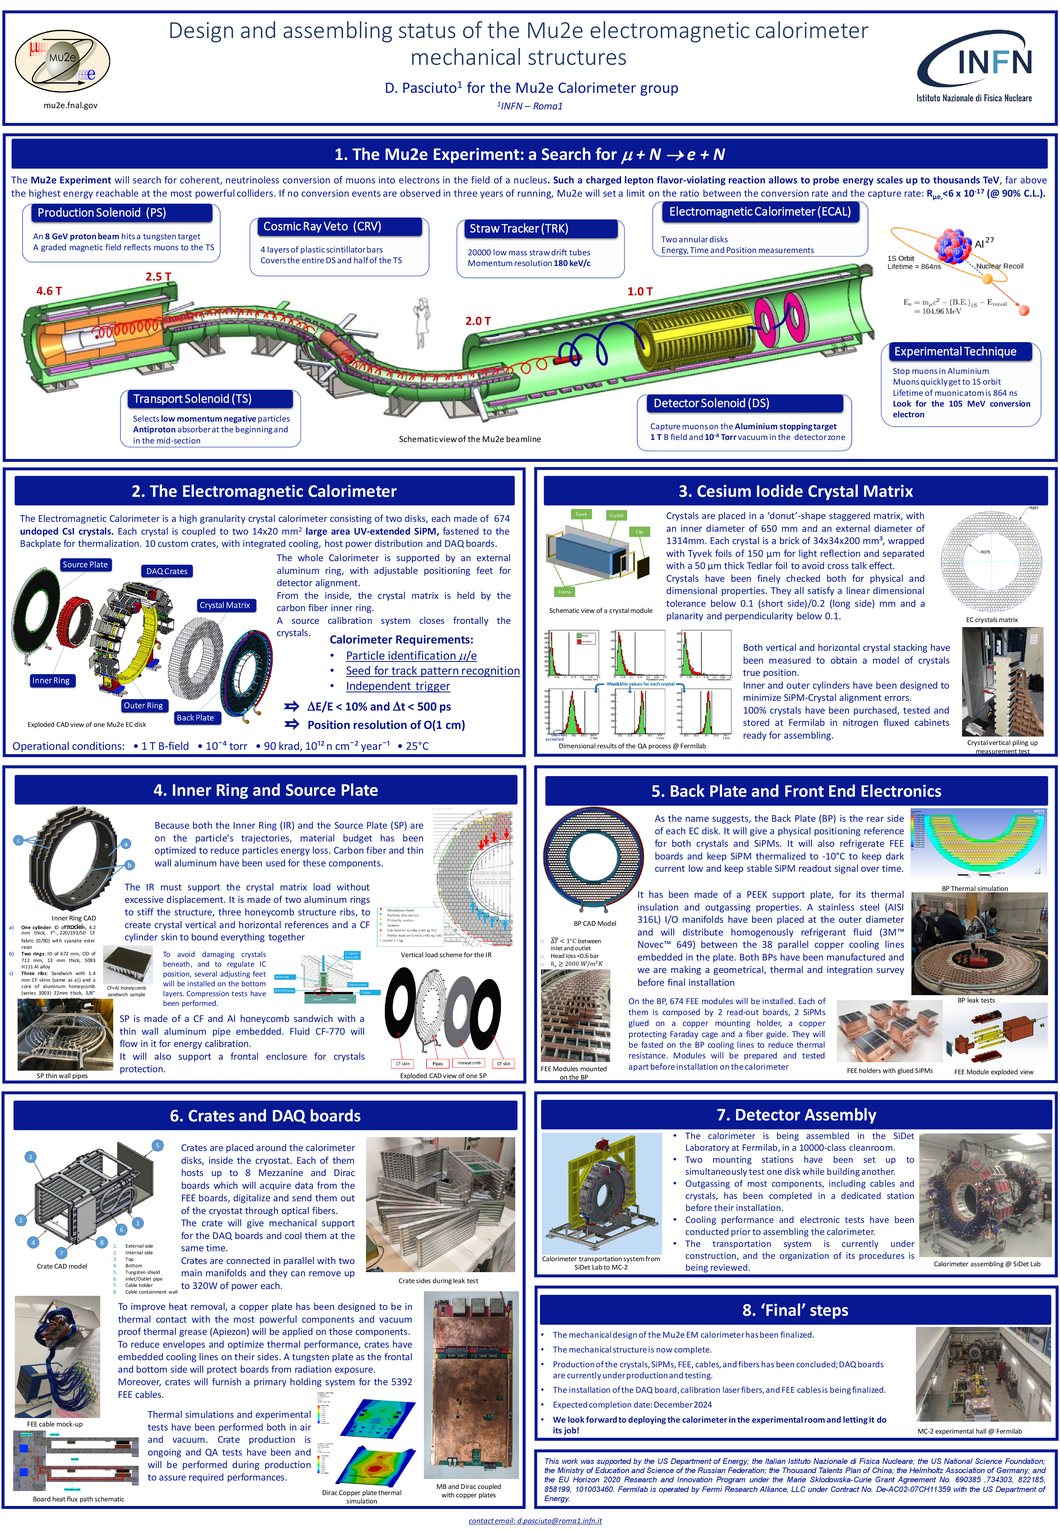 Design and assembling status of the Mu2e electromagnetic calorimeter
mechanical structures
D. Pasciuto¹ for the Mu2e Calorimeter group
¹INFN – Roma1
Mu2e
mu2e.fnal.gov
INFN
Istituto Nazionale di Fisica Nucleare
1. The Mu2e Experiment: a Search for μ + N → e + N
The Mu2e Experiment will search for coherent, neutrinoless conversion of muons into electrons in the field of a nucleus. Such a charged lepton flavor-violating reaction allows to probe energy scales up to thousands TeV, far above
the highest energy reachable at the most powerful colliders. If no conversion events are observed in three years of running, Mu2e will set a limit on the ratio between the conversion rate and the capture rate: Rμe,<6 x 10⁻¹⁷ (@ 90% C.L.).
Production Solenoid (PS)
An 8 GeV proton beam hits a tungsten target
A graded magnetic field reflects muons to the TS
Cosmic Ray Veto (CRV)
4 layers of plastic scintillator bars
Covers the entire DS and half of the TS
Straw Tracker (TRK)
20000 low mass straw drift tubes
Momentum resolution 180 keV/c
Electromagnetic Calorimeter (ECAL)
Two annular disks
Energy, Time and Position measurements
4.6 T
2.5 T
2.0 T
1.0 T
Al²⁷
1S Orbit
Lifetime = 864ns
Nuclear Recoil
Eₑ = mμc² − (B.E.)₁S − Erecoil
= 104.96 MeV
Experimental Technique
Stop muons in Aluminium
Muons quickly get to 1S orbit
Lifetime of muonic atom is 864 ns
Look for the 105 MeV conversion
electron
Transport Solenoid (TS)
Selects low momentum negative particles
Antiproton absorber at the beginning and
in the mid-section
Schematic view of the Mu2e beamline
Detector Solenoid (DS)
Capture muons on the Aluminium stopping target
1 T B field and 10⁻⁴ Torr vacuum in the detector zone
2. The Electromagnetic Calorimeter
The Electromagnetic Calorimeter is a high granularity crystal calorimeter consisting of two disks, each made of 674
undoped CsI crystals. Each crystal is coupled to two 14x20 mm² large area UV-extended SiPM, fastened to the
Backplate for thermalization. 10 custom crates, with integrated cooling, host power distribution and DAQ boards.
The whole Calorimeter is supported by an external
aluminum ring, with adjustable positioning feet for
detector alignment.
From the inside, the crystal matrix is held by the
carbon fiber inner ring.
A source calibration system closes frontally the
crystals.
Source Plate
DAQ Crates
Crystal Matrix
Inner Ring
Outer Ring
Back Plate
Exploded CAD view of one Mu2e EC disk
Calorimeter Requirements:
• Particle identification μ/e
• Seed for track pattern recognition
• Independent trigger
⇒ ΔE/E < 10% and Δt < 500 ps
⇒ Position resolution of O(1 cm)
Operational conditions: • 1 T B-field • 10⁻⁴ torr • 90 krad, 10¹² n cm⁻² year⁻¹ • 25°C
3. Cesium Iodide Crystal Matrix
Tyvek
Crystal
Cap
Frame
Schematic view of a crystal module
Crystals are placed in a 'donut'-shape staggered matrix, with
an inner diameter of 650 mm and an external diameter of
1314mm. Each crystal is a brick of 34x34x200 mm³, wrapped
with Tyvek foils of 150 μm for light reflection and separated
with a 50 μm thick Tedlar foil to avoid cross talk effect.
Crystals have been finely checked both for physical and
dimensional properties. They all satisfy a linear dimensional
tolerance below 0.1 (short side)/0.2 (long side) mm and a
planarity and perpendicularity below 0.1.
EC crystals matrix
Max&Min values for each crystal
accepted
Dimensional results of the QA process @ Fermilab
Both vertical and horizontal crystal stacking have
been measured to obtain a model of crystals
true position.
Inner and outer cylinders have been designed to
minimize SiPM-Crystal alignment errors.
100% crystals have been purchased, tested and
stored at Fermilab in nitrogen fluxed cabinets
ready for assembling.
Crystal vertical piling up
measurement test
4. Inner Ring and Source Plate
Because both the Inner Ring (IR) and the Source Plate (SP) are
on the particle's trajectories, material budget has been
optimized to reduce particles energy loss. Carbon fiber and thin
wall aluminum have been used for these components.
c
a
b
Inner Ring CAD
model
The IR must support the crystal matrix load without
excessive displacement. It is made of two aluminum rings
to stiff the structure, three honeycomb structure ribs, to
create crystal vertical and horizontal references and a CF
cylinder skin to bound everything together
b) Two rings: ID of 672 mm, OD of
712 mm, 13 mm thick, 5083
H111 Al alloy
c) Three ribs: Sandwich with 1.4
mm CF skins (same as a)) and a
core of aluminum honeycomb
CF+Al honeycomb
sandwich sample
To avoid damaging crystals
beneath, and to regulate IC
position, several adjusting feet
will be installed on the bottom
layers. Compression tests have
been performed.
Vertical load scheme for the IR
SP is made of a CF and Al honeycomb sandwich with a
thin wall aluminum pipe embedded. Fluid CF-770 will
flow in it for energy calibration.
It will also support a frontal enclosure for crystals
protection.
SP thin wall pipes
CF skin
Pipes
Honeycomb
CF skin
Exploded CAD view of one SP
5. Back Plate and Front End Electronics
As the name suggests, the Back Plate (BP) is the rear side
of each EC disk. It will give a physical positioning reference
for both crystals and SiPMs. It will also refrigerate FEE
boards and keep SiPM thermalized to -10°C to keep dark
current low and keep stable SiPM readout signal over time.
BP Thermal simulation
BP CAD Model
It has been made of a PEEK support plate, for its thermal
insulation and outgassing properties. A stainless steel (AISI
316L) I/O manifolds have been placed at the outer diameter
and will distribute homogenously refrigerant fluid (3M™
Novec™ 649) between the 38 parallel copper cooling lines
embedded in the plate. Both BPs have been manufactured and
we are making a geometrical, thermal and integration survey
before final installation
ΔT < 1°C between
inlet and outlet
Head loss <0.6 bar
hc ≥ 2000 W/m²K
BP leak tests
On the BP, 674 FEE modules will be installed. Each of
them is composed by 2 read-out boards, 2 SiPMs
glued on a copper mounting holder, a copper
protecting Faraday cage and a fiber guide. They will
be fasted on the BP cooling lines to reduce thermal
resistance. Modules will be prepared and tested
apart before installation on the calorimeter
FEE Modules mounted
on the BP
FEE holders with glued SiPMs
FEE Module exploded view
6. Crates and DAQ boards
Crates are placed around the calorimeter
disks, inside the cryostat. Each of them
hosts up to 8 Mezzanine and Dirac
boards which will acquire data from the
FEE boards, digitalize and send them out
of the cryostat through optical fibers.
The crate will give mechanical support
for the DAQ boards and cool them at the
same time.
Crates are connected in parallel with two
main manifolds and they can remove up
to 320W of power each.
3
5
2
1
6
4
7
8
1. External side
2. Internal side
3. Top
4. Bottom
5. Tungsten shield
6. Inlet/Outlet pipe
7. Cable holder
8. Cable containment wall
Crate CAD model
Crate sides during leak test
To improve heat removal, a copper plate has been designed to be in
thermal contact with the most powerful components and vacuum
proof thermal grease (Apiezon) will be applied on those components.
To reduce envelopes and optimize thermal performance, crates have
embedded cooling lines on their sides. A tungsten plate as the frontal
and bottom side will protect boards from radiation exposure.
Moreover, crates will furnish a primary holding system for the 5392
FEE cables.
FEE cable mock-up
Thermal simulations and experimental
tests have been performed both in air
and vacuum. Crate production is
ongoing and QA tests have been and
will be performed during production
to assure required performances.
Board heat flux path schematic
Dirac Copper plate thermal
simulation
MB and Dirac coupled
with copper plates
7. Detector Assembly
Calorimeter transportation system from
SiDet Lab to MC-2
• The calorimeter is being assembled in the SiDet
Laboratory at Fermilab, in a 10000-class cleanroom.
• Two mounting stations have been set up to
simultaneously test one disk while building another.
• Outgassing of most components, including cables and
crystals, has been completed in a dedicated station
before their installation.
• Cooling performance and electronic tests have been
conducted prior to assembling the calorimeter.
• The transportation system is currently under
construction, and the organization of its procedures is
being reviewed.
Calorimeter assembling @ SiDet Lab
8. 'Final' steps
• The mechanical design of the Mu2e EM calorimeter has been finalized.
• The mechanical structure is now complete.
• Production of the crystals, SiPMs, FEE, cables, and fibers has been concluded; DAQ boards
are currently under production and testing.
• The installation of the DAQ board, calibration laser fibers, and FEE cables is being finalized.
• Expected completion date: December 2024
• We look forward to deploying the calorimeter in the experimental room and letting it do
its job!
MC-2 experimental hall @ Fermilab
This work was supported by the US Department of Energy; the Italian Istituto Nazionale di Fisica Nucleare; the US National Science Foundation;
the Ministry of Education and Science of the Russian Federation; the Thousand Talents Plan of China; the Helmholtz Association of Germany; and
the EU Horizon 2020 Research and Innovation Program under the Marie Sklodowska-Curie Grant Agreement No. 690385 ,734303, 822185,
858199, 101003460. Fermilab is operated by Fermi Research Alliance, LLC under Contract No. De-AC02-07CH11359 with the US Department of
Energy.
contact email: d.pasciuto@roma1.infn.it